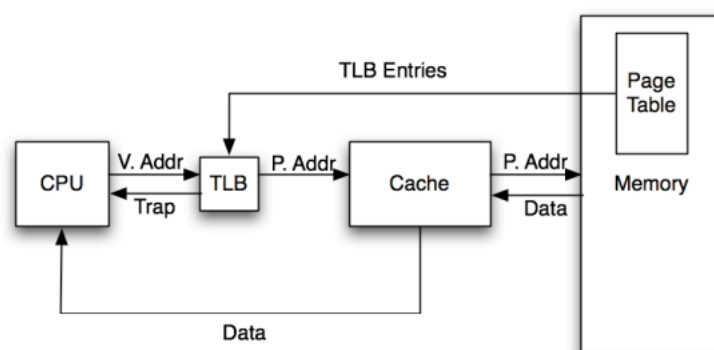 TLB Entries
Page
Table
V. Addr
P. Addr
P. Addr
CPU
TLB
Cache
Memory
Trap
Data
Data